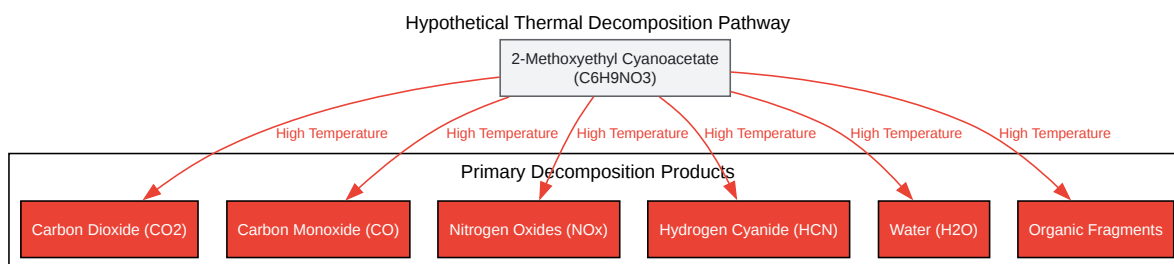 Hypothetical Thermal Decomposition Pathway
2-Methoxyethyl Cyanoacetate
(C6H9NO3)
High Temperature
High Temperature
High Temperature
High Temperature
High Temperature
High Temperature
Primary Decomposition Products
Carbon Dioxide (CO2)
Carbon Monoxide (CO)
Nitrogen Oxides (NOx)
Hydrogen Cyanide (HCN)
Water (H2O)
Organic Fragments